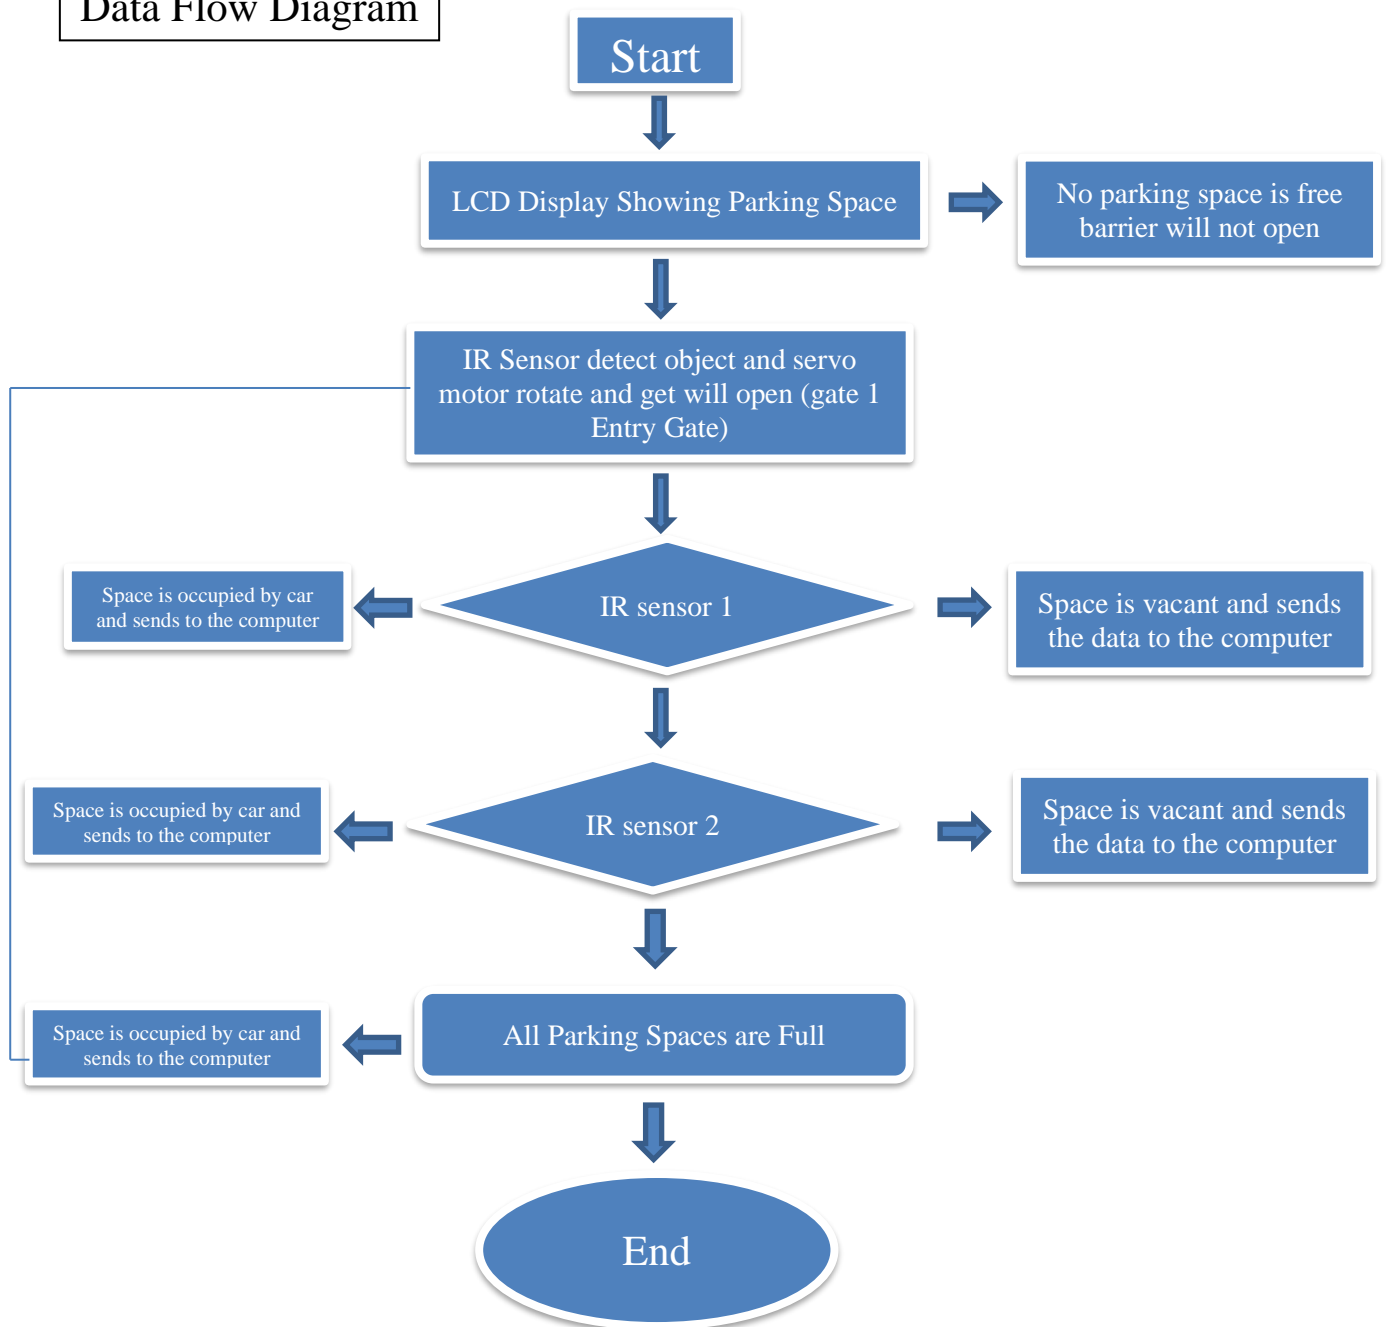 Data Flow Diagram
Start
LCD Display Showing Parking Space
No parking space is free
barrier will not open
IR Sensor detect object and servo
motor rotate and get will open (gate 1
Entry Gate)
Space is occupied by car
and sends to the computer
IR sensor 1
Space is vacant and sends
the data to the computer
Space is occupied by car and
sends to the computer
IR sensor 2
Space is vacant and sends
the data to the computer
Space is occupied by car and
sends to the computer
All Parking Spaces are Full
End